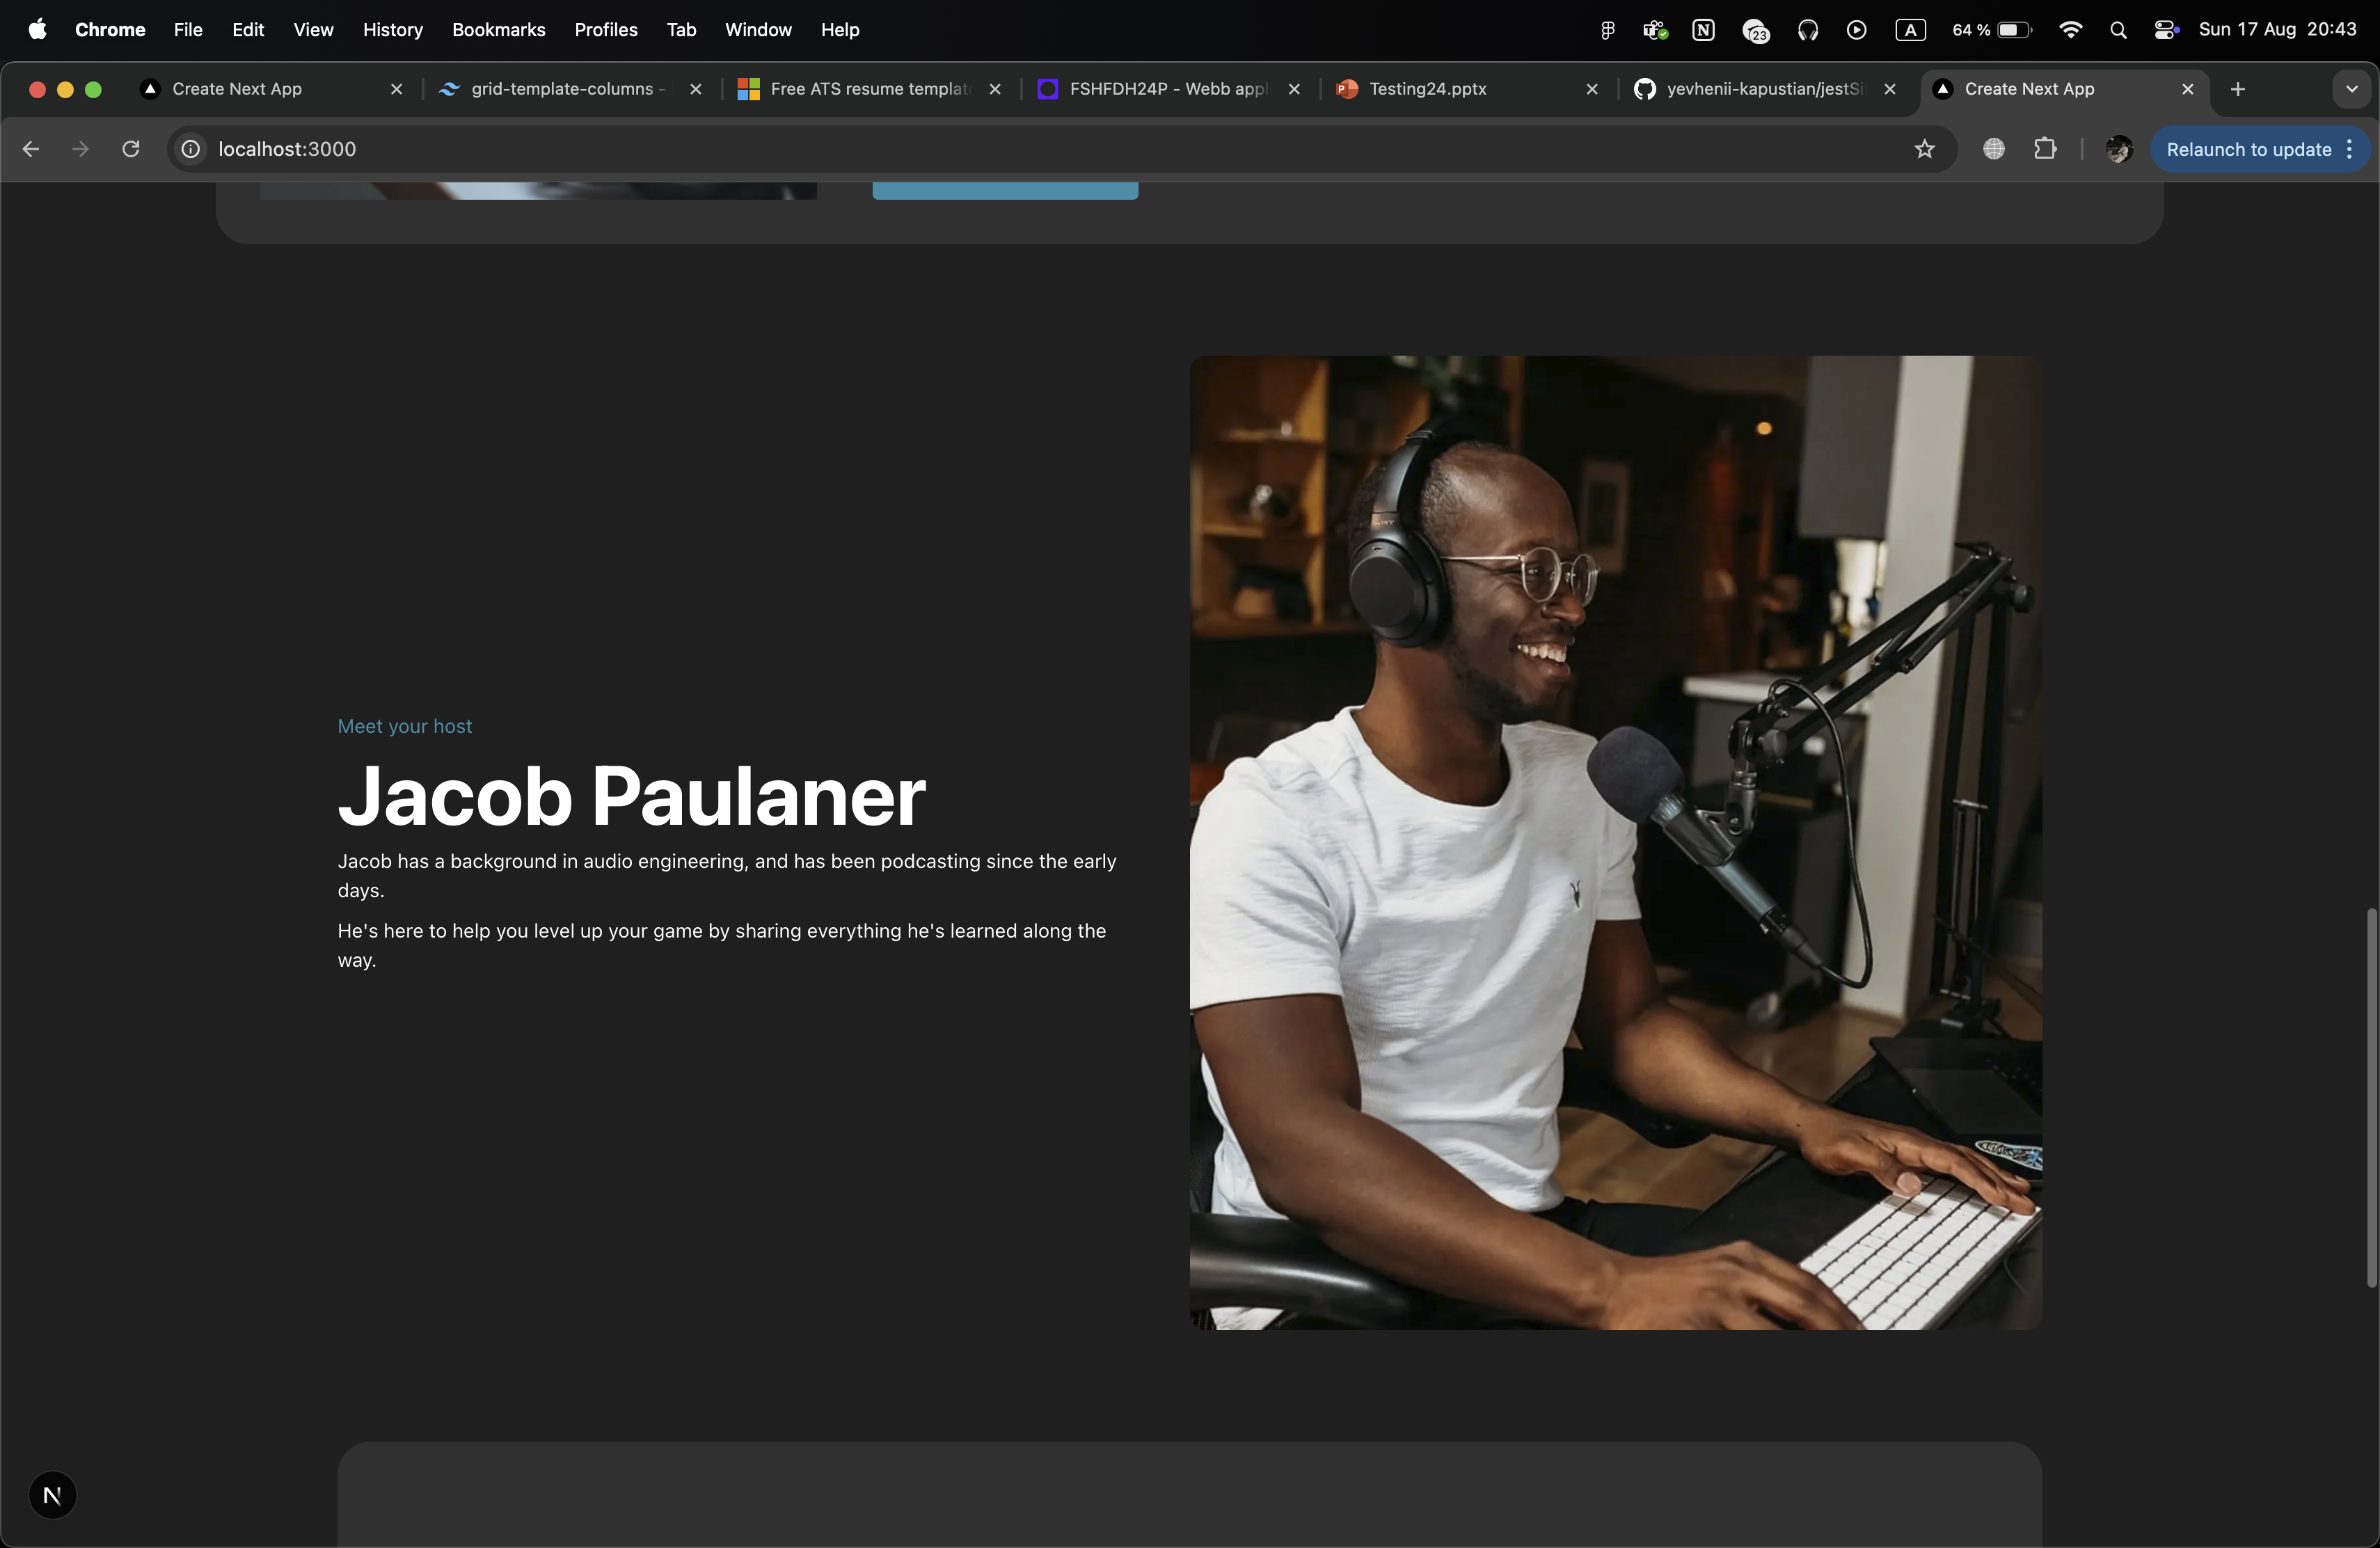 Chrome File Edit View History Bookmarks Profiles Tab Window Help 23 A 64 % Sun 17 Aug 20:43
Create Next App grid-template-columns - Free ATS resume templat FSHFDH24P - Webb appl Testing24.pptx yevhenii-kapustian/jestSi Create Next App
localhost:3000 Relaunch to update
SONY
Meet your host
Jacob Paulaner
Jacob has a background in audio engineering, and has been podcasting since the early
days.
He's here to help you level up your game by sharing everything he's learned along the
way.
N